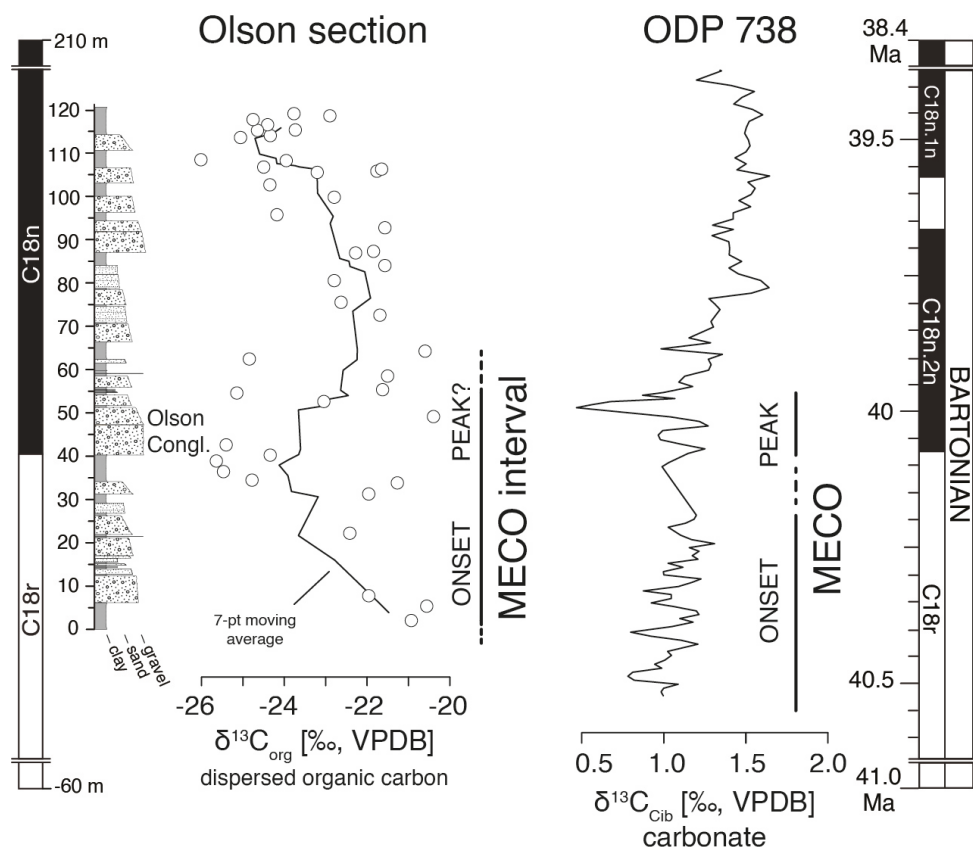 Olson section
ODP 738
210 m
38.4
Ma
C18n
C18r
-60 m
120
110
100
90
80
70
60
50
40
30
20
10
0
clay
sand
gravel
Olson
Congl.
7-pt moving
average
-26 -24 -22 -20
δ¹³Corg [‰, VPDB]
dispersed organic carbon
PEAK?
ONSET
MECO interval
PEAK
ONSET
MECO
0.5 1.0 1.5 2.0
δ¹³CCib [‰, VPDB]
carbonate
39.5
40
40.5
41.0
Ma
C18n.1n
C18n.2n
C18r
BARTONIAN